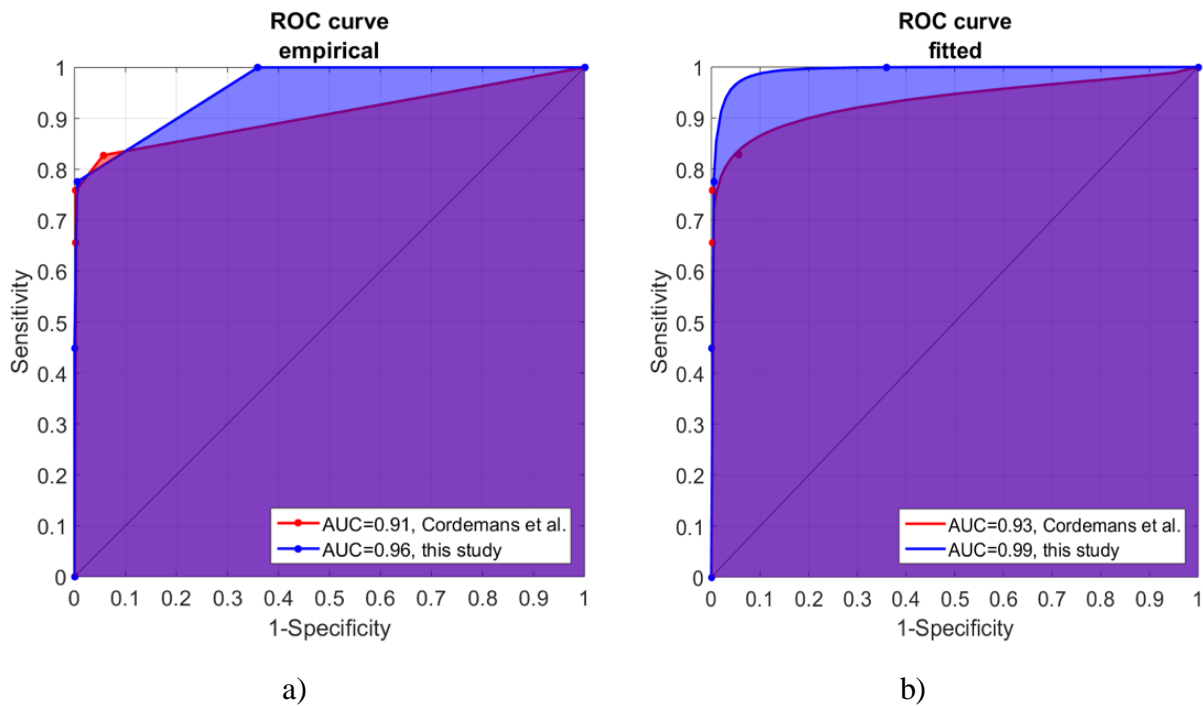 ROC curve
empirical
1
0.9
0.8
0.7
0.6
0.5
0.4
0.3
0.2
0.1
0
Sensitivity
AUC=0.91, Cordemans et al.
AUC=0.96, this study
0 0.1 0.2 0.3 0.4 0.5 0.6 0.7 0.8 0.9 1
1-Specificity
a)
ROC curve
fitted
1
0.9
0.8
0.7
0.6
0.5
0.4
0.3
0.2
0.1
0
Sensitivity
AUC=0.93, Cordemans et al.
AUC=0.99, this study
0 0.1 0.2 0.3 0.4 0.5 0.6 0.7 0.8 0.9 1
1-Specificity
b)